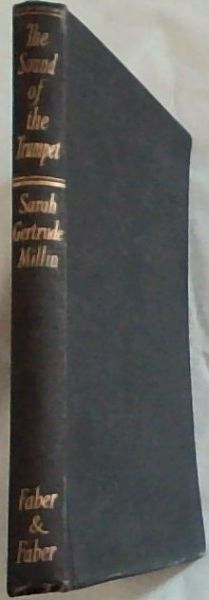 The
Sound
of
the
Trumpet
Sarah
Gertrude
Millin
Faber
&
Faber